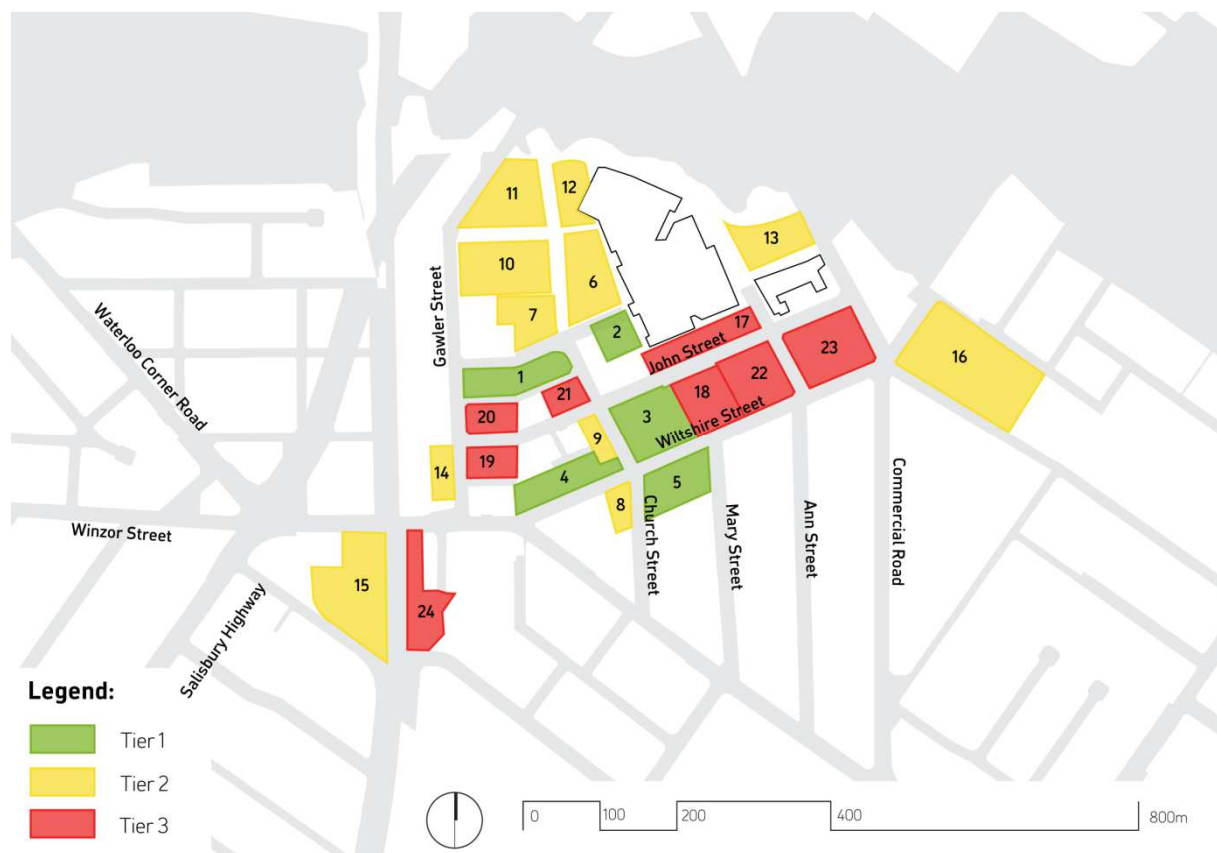 11
12
13
10
6
7
2
17
John Street
Gawler Street
Waterloo Corner Road
1
21
20
18
22
23
16
3
Wiltshire Street
9
19
14
4
5
8
Church Street
Mary Street
Ann Street
Commercial Road
Winzor Street
15
24
Salisbury Highway
Legend:
Tier 1
Tier 2
Tier 3
0
100
200
400
800m